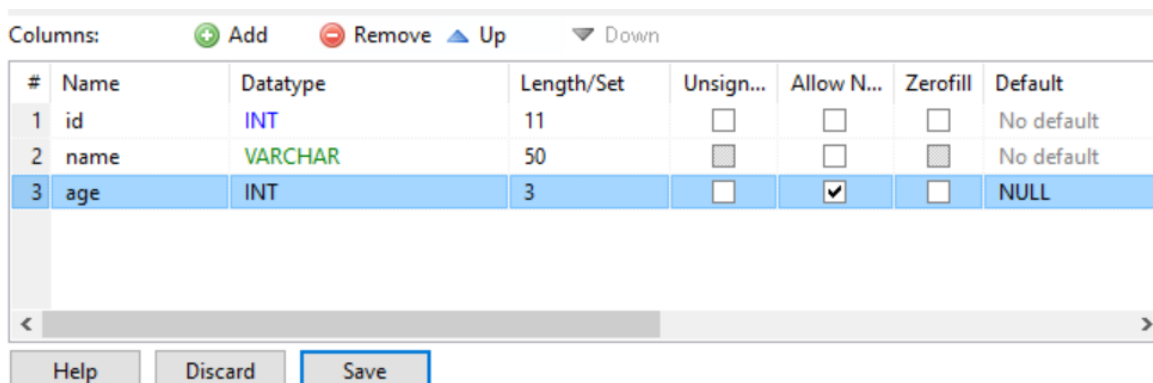 Columns: Add Remove Up Down
# Name Datatype Length/Set Unsign... Allow N... Zerofill Default
1 id INT 11 No default
2 name VARCHAR 50 No default
3 age INT 3 NULL
Help Discard Save